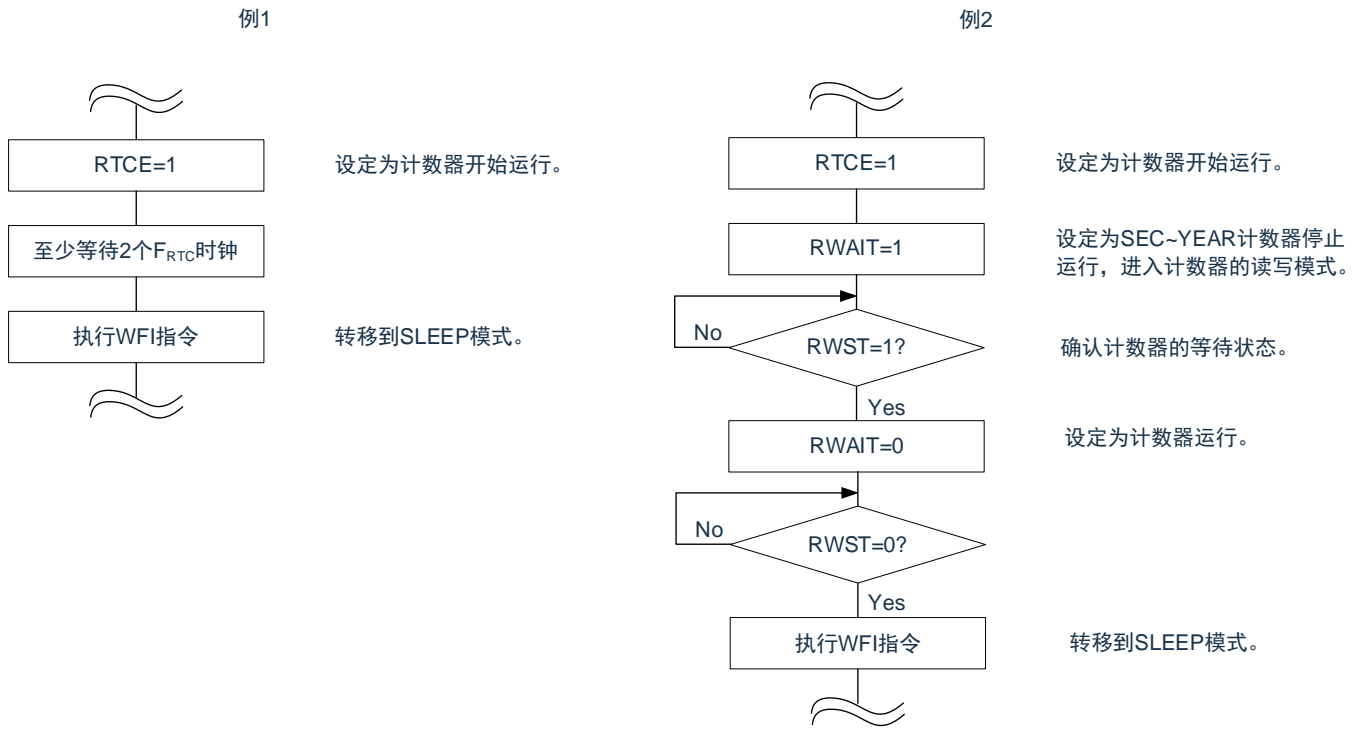 例1
RTCE=1
设定为计数器开始运行。
至少等待2个FRTC时钟
执行WFI指令
转移到SLEEP模式。
例2
RTCE=1
设定为计数器开始运行。
RWAIT=1
设定为SEC~YEAR计数器停止
运行，进入计数器的读写模式。
No
RWST=1?
确认计数器的等待状态。
Yes
RWAIT=0
设定为计数器运行。
No
RWST=0?
Yes
执行WFI指令
转移到SLEEP模式。